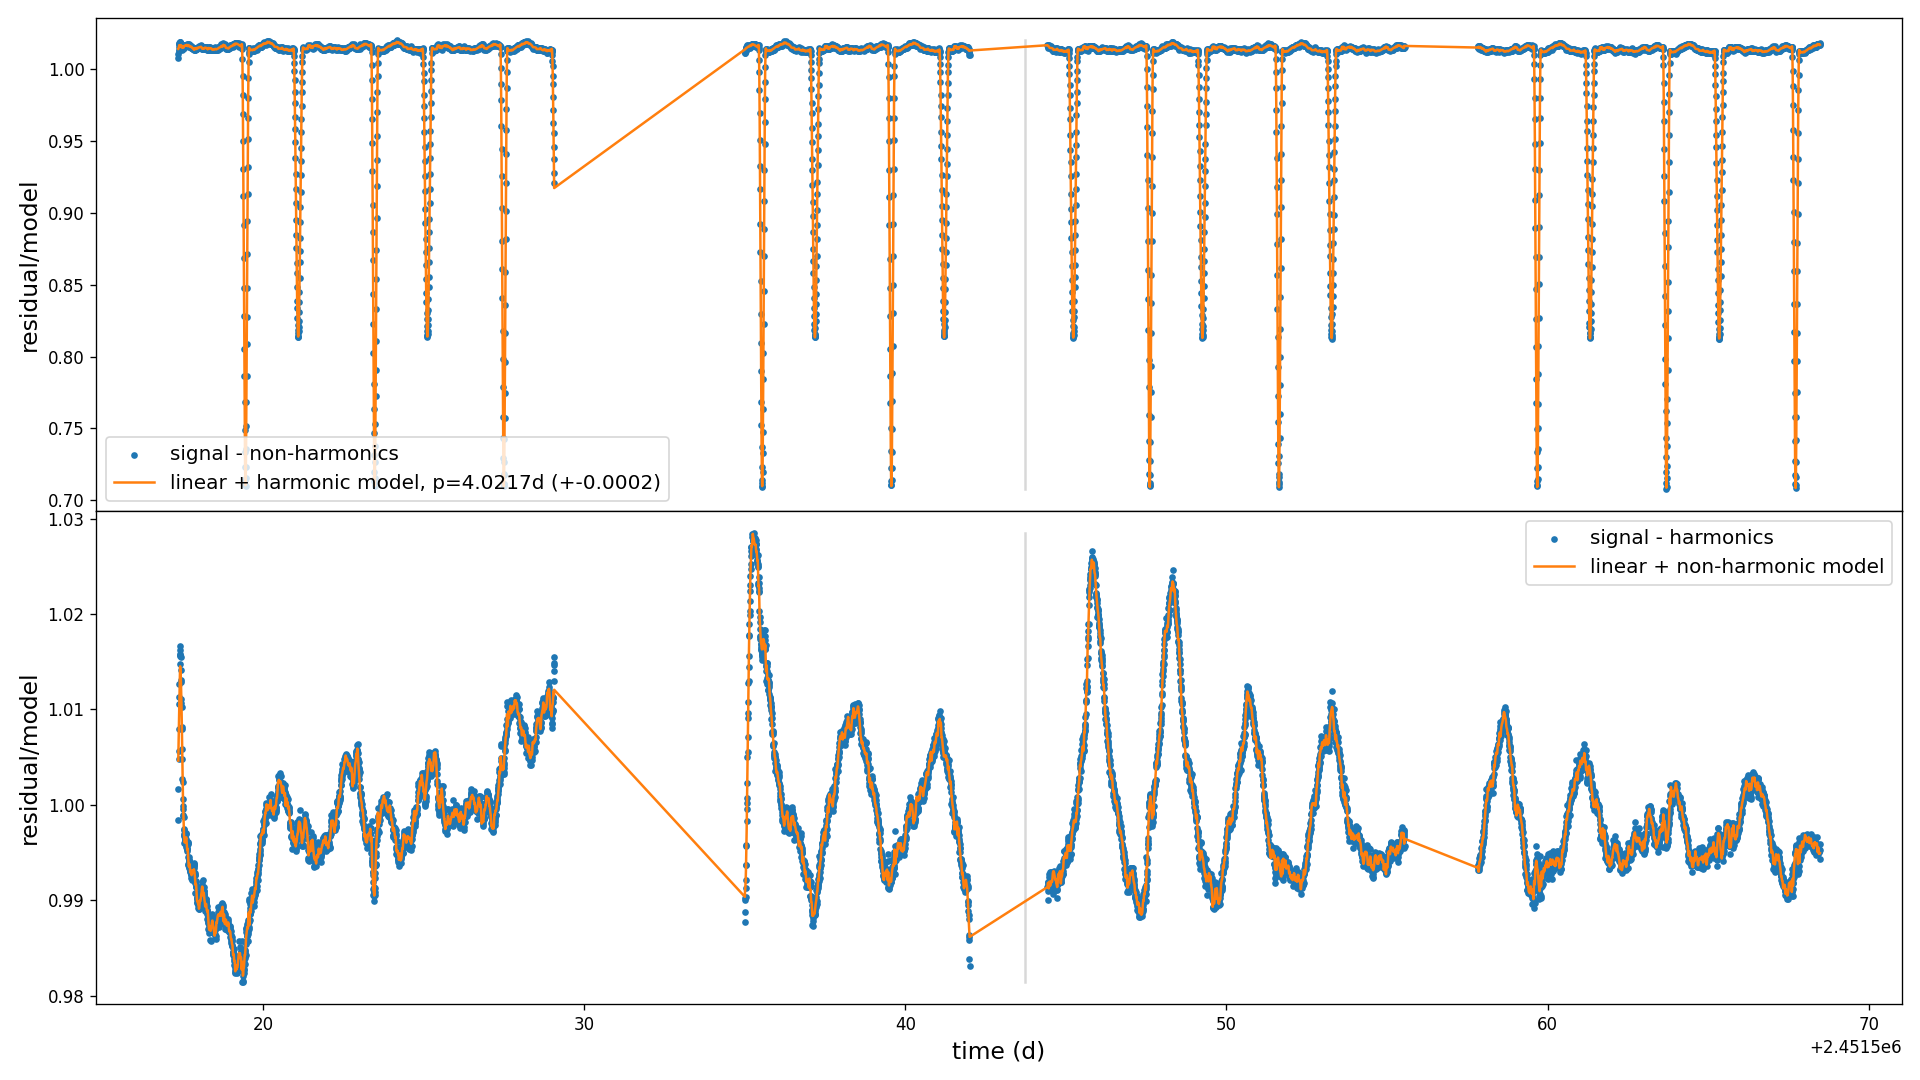 1.00
0.95
0.90
0.85
0.80
0.75
0.70
residual/model
signal - non-harmonics
linear + harmonic model, p=4.0217d (+-0.0002)
1.03
1.02
1.01
1.00
0.99
0.98
residual/model
signal - harmonics
linear + non-harmonic model
20 30 40 50 60 70
time (d)
+2.4515e6